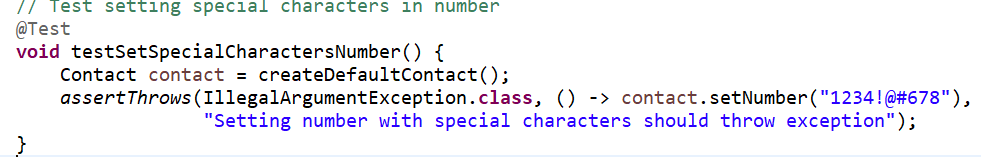 // Test setting special characters in number
@Test
void testSetSpecialCharactersNumber() {
    Contact contact = createDefaultContact();
    assertThrows(IllegalArgumentException.class, () -> contact.setNumber("1234!@#678"),
            "Setting number with special characters should throw exception");
}